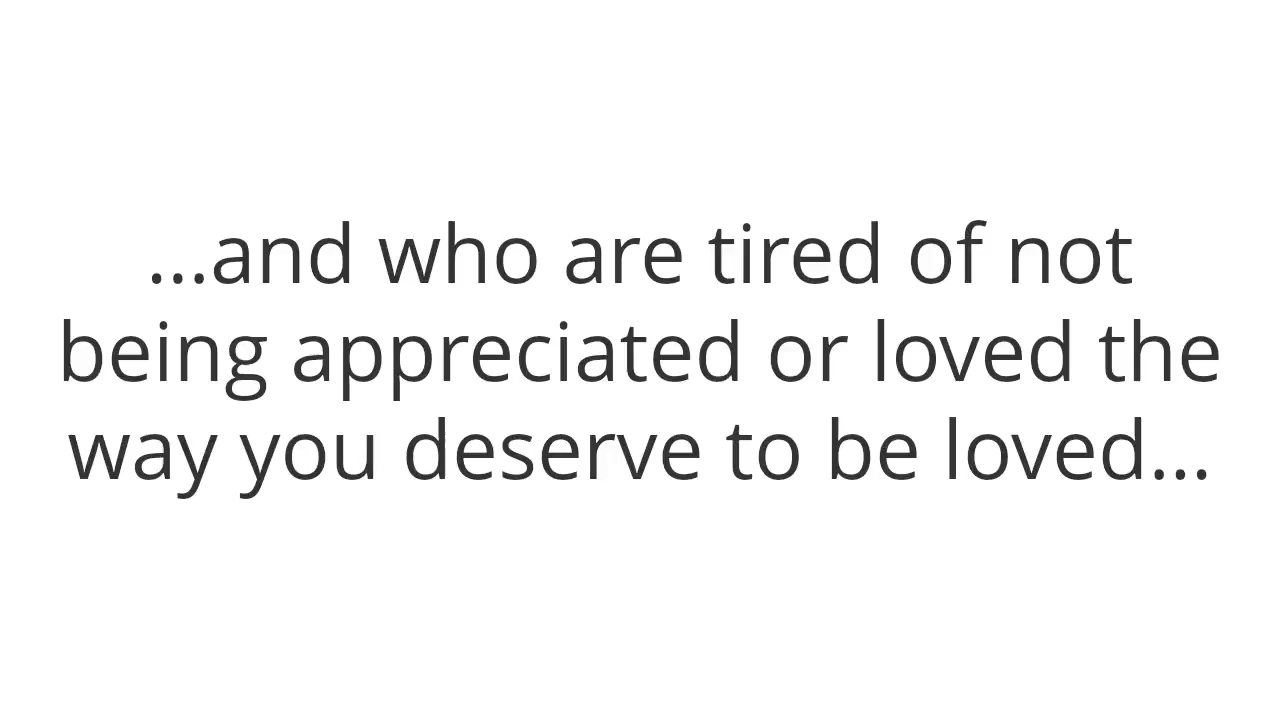 ...and who are tired of not
being appreciated or loved the
way you deserve to be loved...